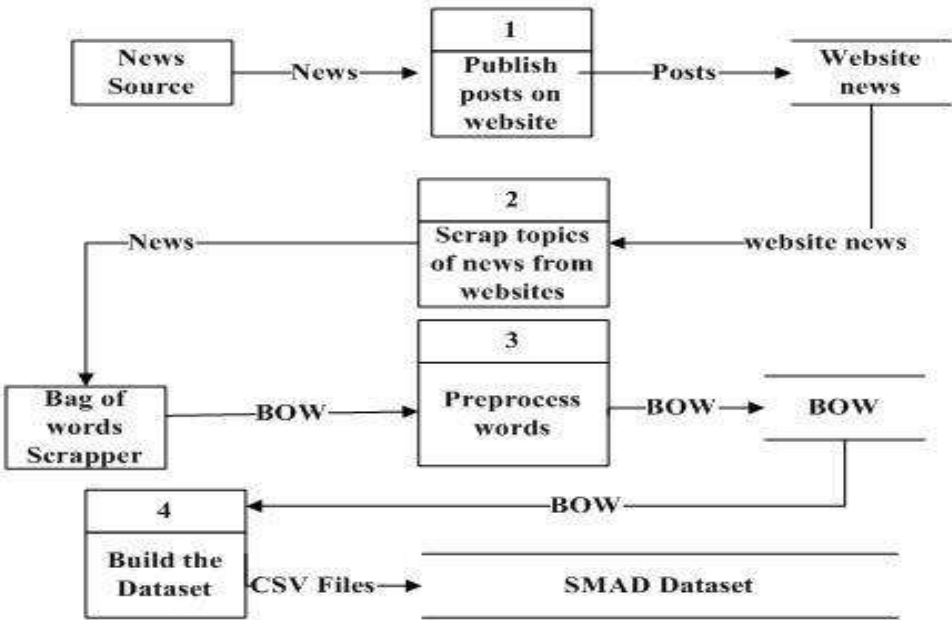 1
News
Source
News
Publish
posts on
website
Posts
Website
news
2
News
Scrap topics
of news from
websites
website news
3
Bag of
words
Scrapper
BOW
Preprocess
words
BOW
BOW
4
BOW
Build the
Dataset
CSV Files
SMAD Dataset